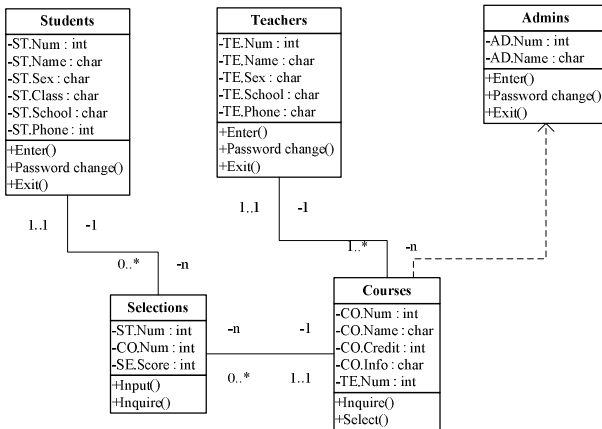 Students
-ST.Num : int
-ST.Name : char
-ST.Sex : char
-ST.Class : char
-ST.School : char
-ST.Phone : int
+Enter()
+Password change()
+Exit()
Teachers
-TE.Num : int
-TE.Name : char
-TE.Sex : char
-TE.School : char
-TE.Phone : char
+Enter()
+Password change()
+Exit()
Admins
-AD.Num : int
-AD.Name : char
+Enter()
+Password change()
+Exit()
1..1 -1
0..* -n
1..1 -1
1..* -n
Selections
-ST.Num : int
-CO.Num : int
-SE.Score : int
+Input()
+Inquire()
-n -1
0..* 1..1
Courses
-CO.Num : int
-CO.Name : char
-CO.Credit : int
-CO.Info : char
-TE.Num : int
+Inquire()
+Select()